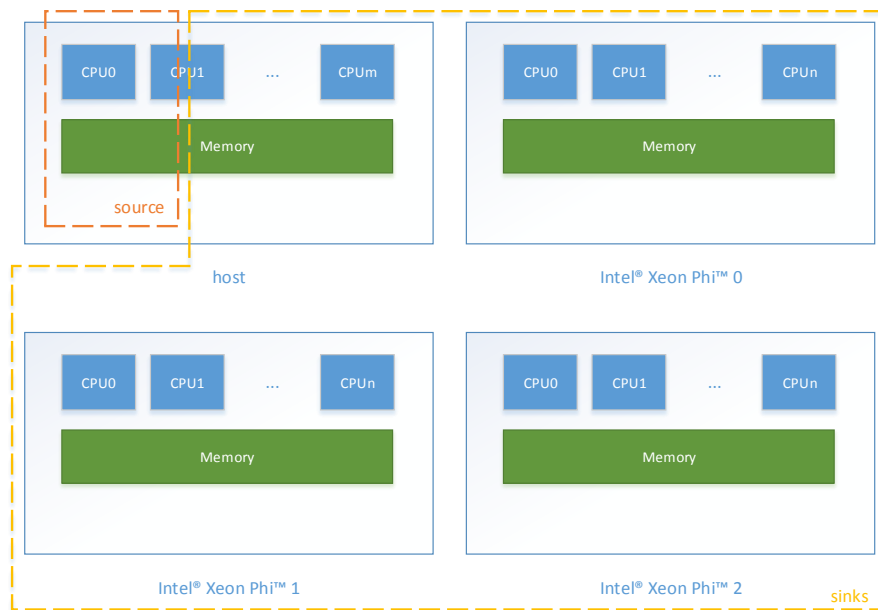 CPU0 CPU1 ... CPUm
Memory
source
host
CPU0 CPU1 ... CPUn
Memory
Intel® Xeon Phi™ 0
CPU0 CPU1 ... CPUn
Memory
Intel® Xeon Phi™ 1
CPU0 CPU1 ... CPUn
Memory
Intel® Xeon Phi™ 2
sinks